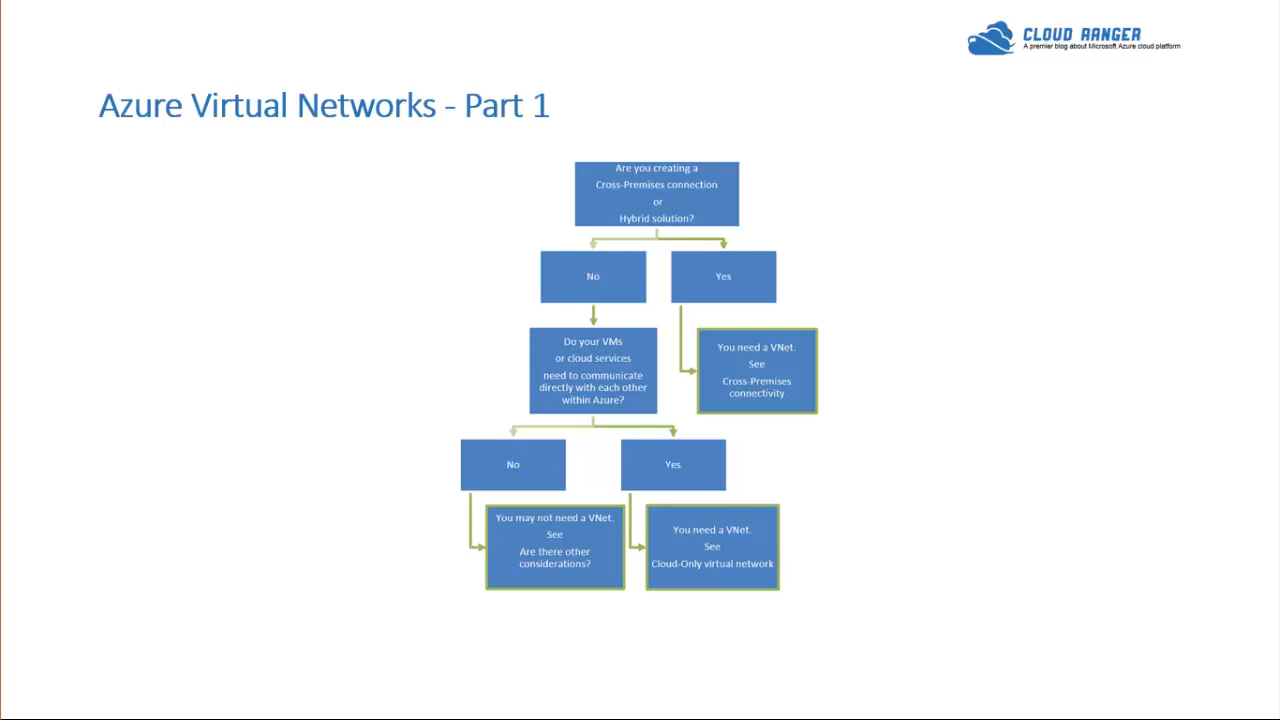 CLOUD RANGER
A premier blog about Microsoft Azure cloud platform
Azure Virtual Networks - Part 1
Are you creating a
Cross-Premises connection
or
Hybrid solution?
No
Yes
Do your VMs
or cloud services
need to communicate
directly with each other
within Azure?
You need a VNet.
See
Cross-Premises
connectivity
No
Yes
You may not need a VNet.
See
Are there other
considerations?
You need a VNet.
See
Cloud-Only virtual network